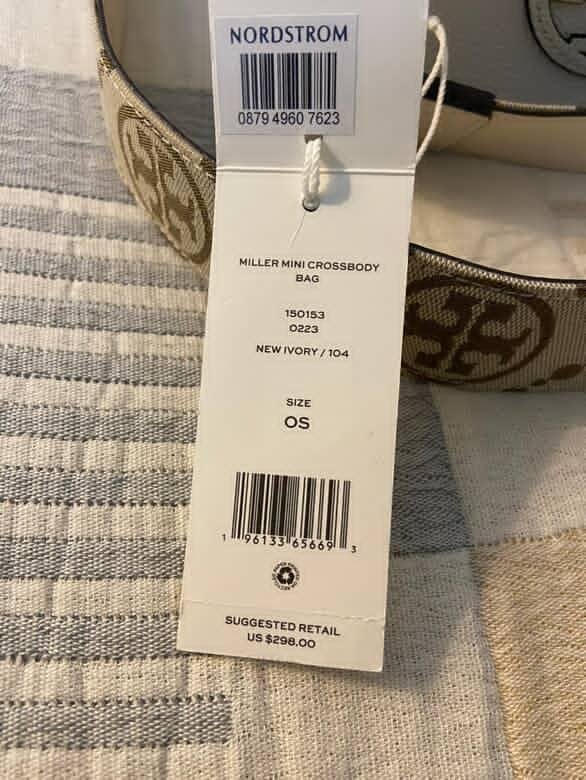 NORDSTROM
0879 4960 7623
MILLER MINI CROSSBODY
BAG
150153
0223
NEW IVORY / 104
SIZE
OS
1 96133 65669 3
SUGGESTED RETAIL
US $298.00